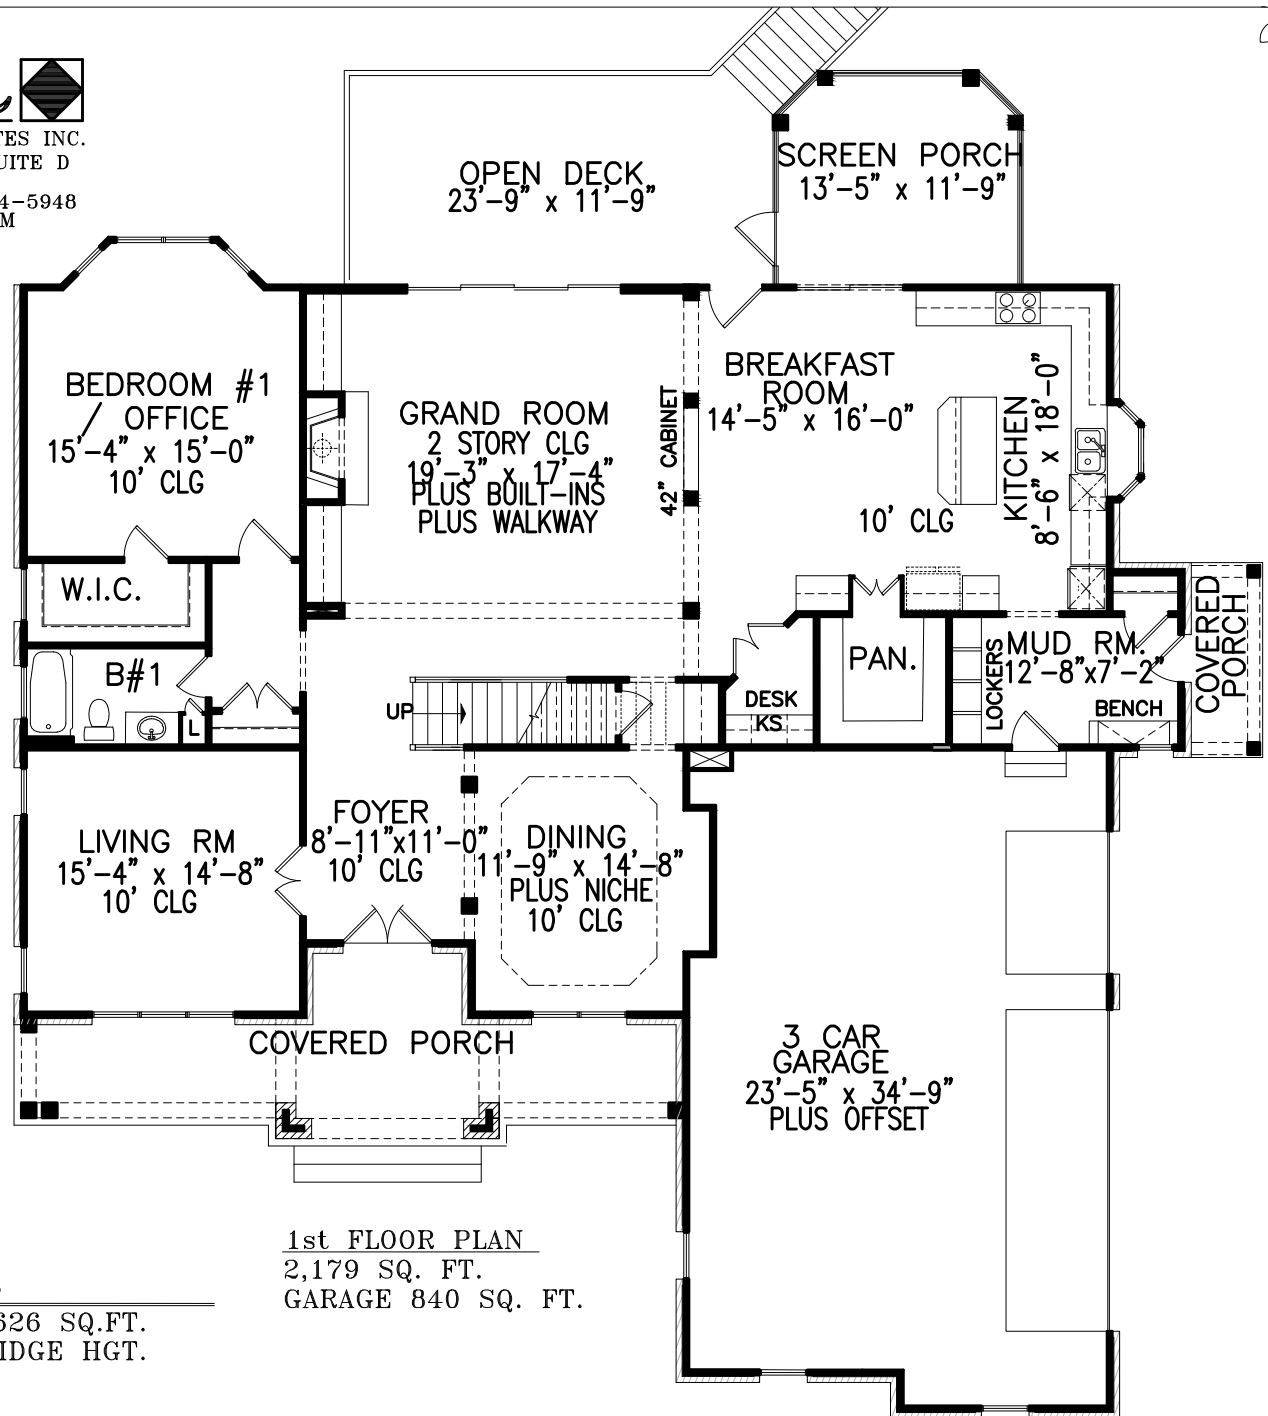 INC.
D
5948
OPEN DECK
23'-9" x 11'-9"
SCREEN PORCH
13'-5" x 11'-9"
BEDROOM #1
/ OFFICE
15'-4" x 15'-0"
10' CLG
GRAND ROOM
2 STORY CLG
19'-3" x 17'-4"
PLUS BUILT-INS
PLUS WALKWAY
42" CABINET
BREAKFAST
ROOM
14'-5" x 16'-0"
10' CLG
KITCHEN
8'-6" x 18'-0"
W.I.C.
B#1
L
UP
DESK
KS
PAN.
LOCKERS
MUD RM.
12'-8"x7'-2"
BENCH
COVERED
PORCH
LIVING RM
15'-4" x 14'-8"
10' CLG
FOYER
8'-11"x11'-0"
10' CLG
DINING
11'-9" x 14'-8"
PLUS NICHE
10' CLG
COVERED PORCH
3 CAR
GARAGE
23'-5" x 34'-9"
PLUS OFFSET
1st FLOOR PLAN
2,179 SQ. FT.
GARAGE 840 SQ. FT.
626 SQ.FT.
HGT.